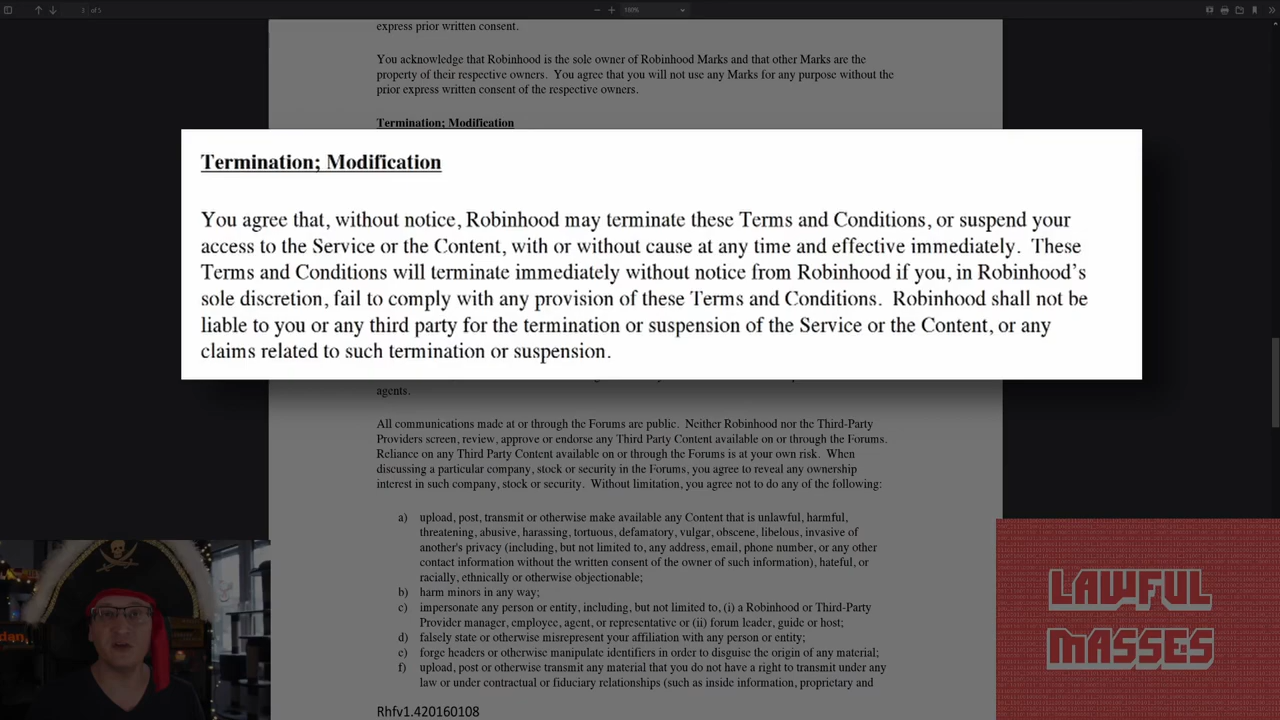 2 of 5
100%
express prior written consent.
You acknowledge that Robinhood is the sole owner of Robinhood Marks and that other Marks are the
property of their respective owners.  You agree that you will not use any Marks for any purpose without the
prior express written consent of the respective owners.
Termination; Modification
Termination; Modification
You agree that, without notice, Robinhood may terminate these Terms and Conditions, or suspend your
access to the Service or the Content, with or without cause at any time and effective immediately.  These
Terms and Conditions will terminate immediately without notice from Robinhood if you, in Robinhood's
sole discretion, fail to comply with any provision of these Terms and Conditions.  Robinhood shall not be
liable to you or any third party for the termination or suspension of the Service or the Content, or any
claims related to such termination or suspension.
agents.
All communications made at or through the Forums are public.  Neither Robinhood nor the Third-Party
Providers screen, review, approve or endorse any Third Party Content available on or through the Forums.
Reliance on any Third Party Content available on or through the Forums is at your own risk.  When
discussing a particular company, stock or security in the Forums, you agree to reveal any ownership
interest in such company, stock or security.  Without limitation, you agree not to do any of the following:
a) upload, post, transmit or otherwise make available any Content that is unlawful, harmful,
threatening, abusive, harassing, tortuous, defamatory, vulgar, obscene, libelous, invasive of
another's privacy (including, but not limited to, any address, email, phone number, or any other
contact information without the written consent of the owner of such information), hateful, or
racially, ethnically or otherwise objectionable;
b) harm minors in any way;
c) impersonate any person or entity, including, but not limited to, (i) a Robinhood or Third-Party
Provider manager, employee, agent, or representative or (ii) forum leader, guide or host;
d) falsely state or otherwise misrepresent your affiliation with any person or entity;
e) forge headers or otherwise manipulate identifiers in order to disguise the origin of any material;
f) upload, post or otherwise transmit any material that you do not have a right to transmit under any
law or under contractual or fiduciary relationships (such as inside information, proprietary and
Rhfv1.420160108
LAWFUL
MASSES